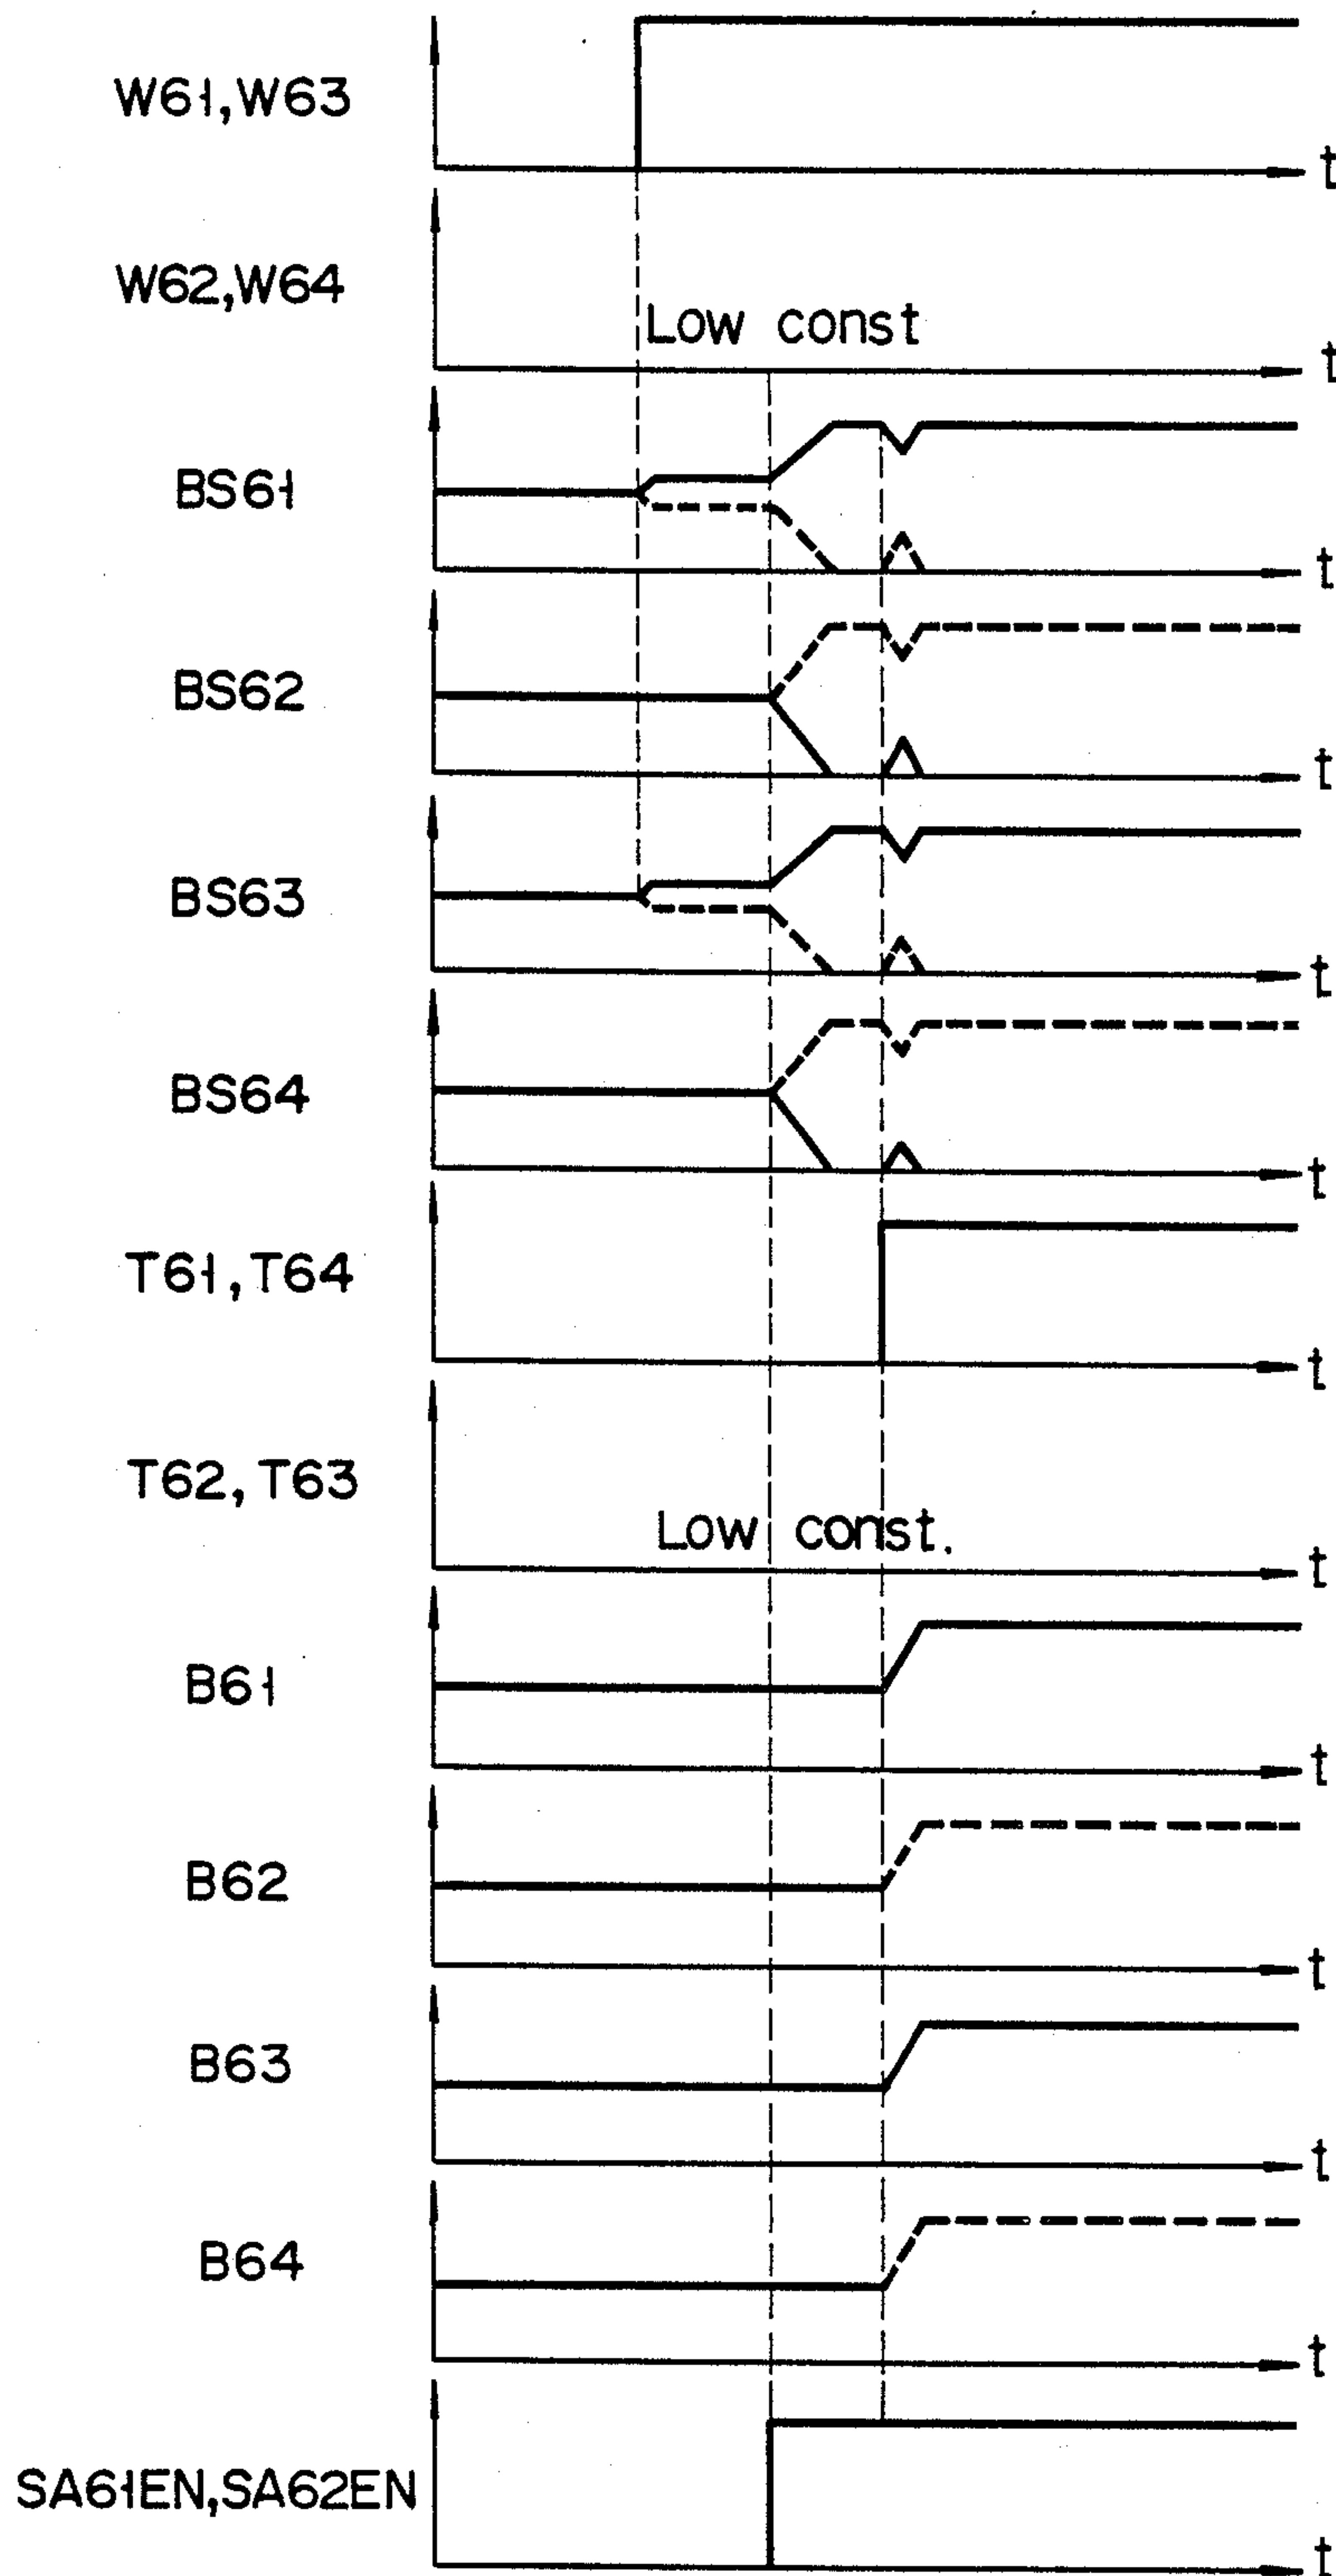 W61,W63
t
W62,W64
Low const
t
BS61
t
BS62
t
BS63
t
BS64
t
T61,T64
t
T62,T63
Low const.
t
B61
t
B62
t
B63
t
B64
t
SA61EN,SA62EN
t